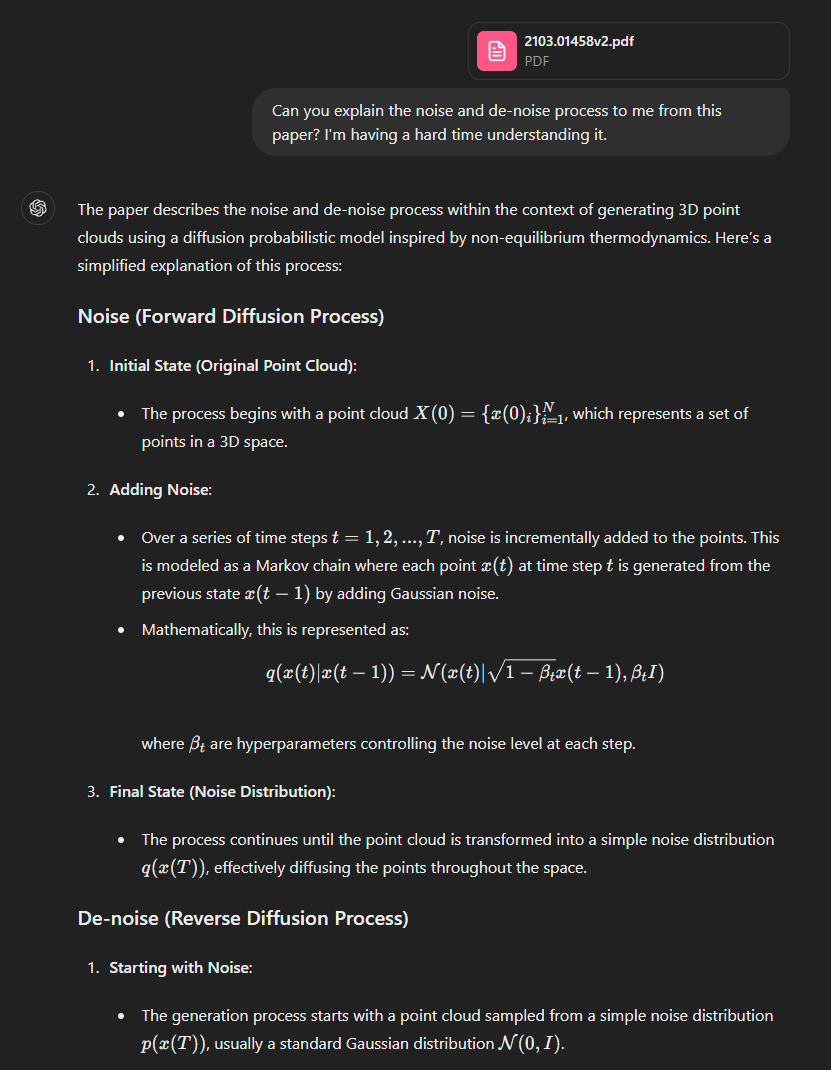 2103.01458v2.pdf
PDF
Can you explain the noise and de-noise process to me from this
paper? I'm having a hard time understanding it.
The paper describes the noise and de-noise process within the context of generating 3D point
clouds using a diffusion probabilistic model inspired by non-equilibrium thermodynamics. Here's a
simplified explanation of this process:
Noise (Forward Diffusion Process)
1. Initial State (Original Point Cloud):
• The process begins with a point cloud X(0) = {x(0)_i}_{i=1}^N, which represents a set of
points in a 3D space.
2. Adding Noise:
• Over a series of time steps t = 1, 2, ..., T, noise is incrementally added to the points. This
is modeled as a Markov chain where each point x(t) at time step t is generated from the
previous state x(t − 1) by adding Gaussian noise.
• Mathematically, this is represented as:
q(x(t)|x(t − 1)) = 𝒩(x(t)|√(1 − β_t)x(t − 1), β_tI)
where β_t are hyperparameters controlling the noise level at each step.
3. Final State (Noise Distribution):
• The process continues until the point cloud is transformed into a simple noise distribution
q(x(T)), effectively diffusing the points throughout the space.
De-noise (Reverse Diffusion Process)
1. Starting with Noise:
• The generation process starts with a point cloud sampled from a simple noise distribution
p(x(T)), usually a standard Gaussian distribution 𝒩(0, I).